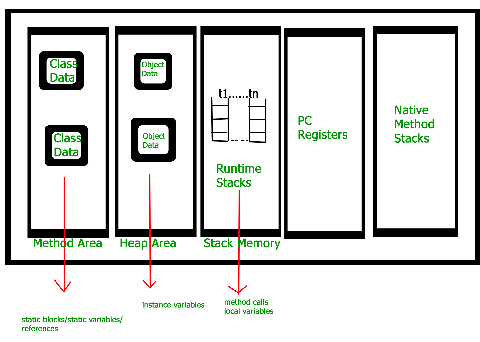 Class
Data
Class
Data
Method Area
Object
Data
Object
Data
Heap Area
t1......tn
Runtime
Stacks
Stack Memory
PC
Registers
Native
Method
Stacks
static blocks/static variables/
references
instance variables
method calls
local variables